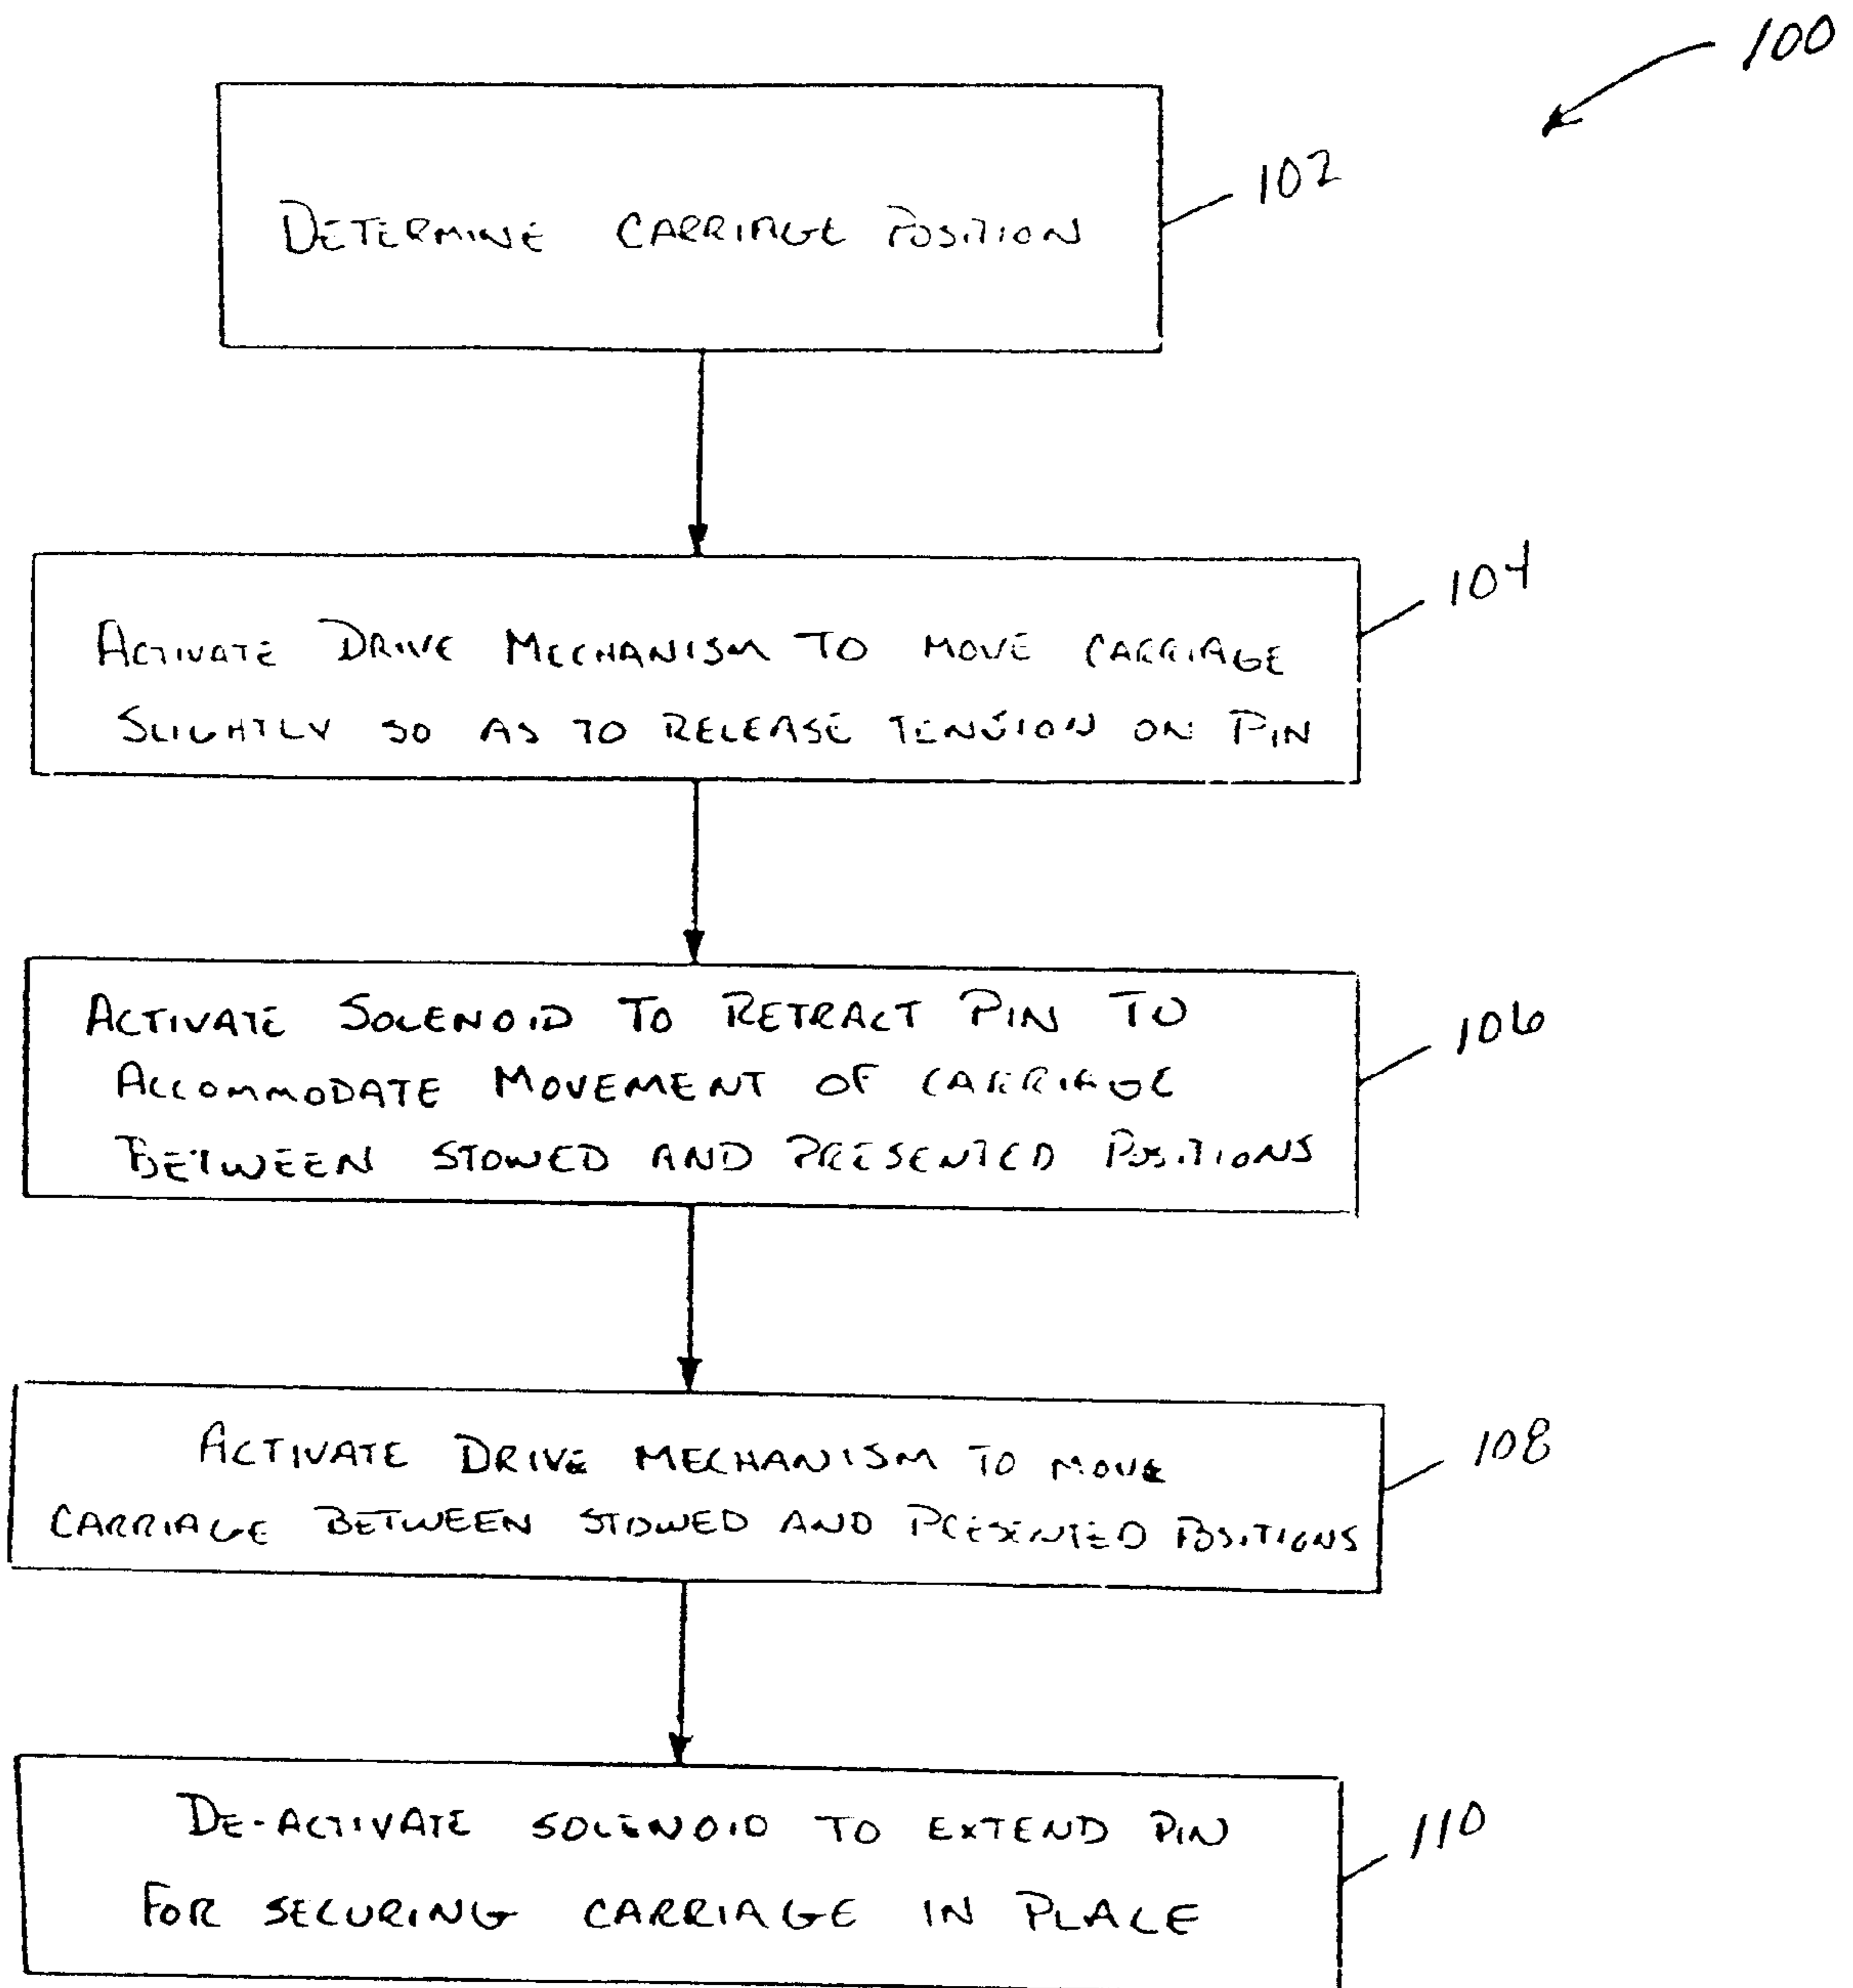 100
DETERMINE CARRIAGE POSITION
102
ACTIVATE DRIVE MECHANISM TO MOVE CARRIAGE
SLIGHTLY SO AS TO RELEASE TENSION ON PIN
104
ACTIVATE SOLENOID TO RETRACT PIN TO
ACCOMMODATE MOVEMENT OF CARRIAGE
BETWEEN STOWED AND PRESENTED POSITIONS
106
ACTIVATE DRIVE MECHANISM TO MOVE
CARRIAGE BETWEEN STOWED AND PRESENTED POSITIONS
108
DE-ACTIVATE SOLENOID TO EXTEND PIN
FOR SECURING CARRIAGE IN PLACE
110